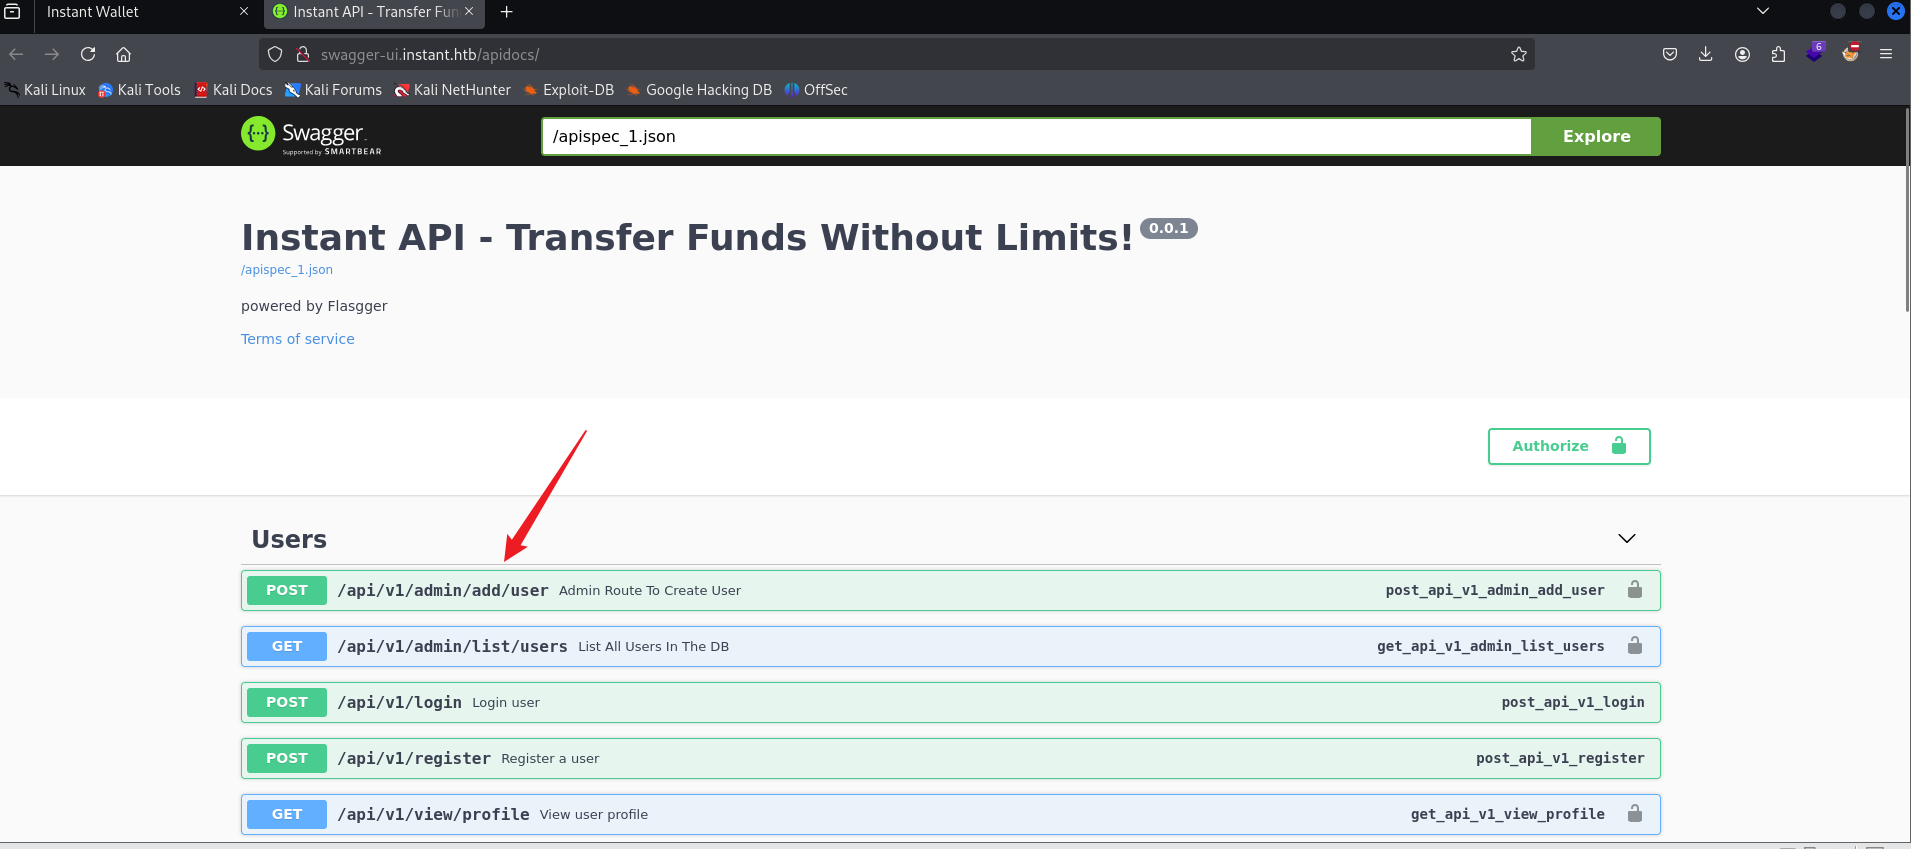 Instant Wallet
Instant API - Transfer Fun
swagger-ui.instant.htb/apidocs/
6
Kali Linux Kali Tools Kali Docs Kali Forums Kali NetHunter Exploit-DB Google Hacking DB OffSec
Swagger
Supported by SMARTBEAR
/apispec_1.json
Explore
Instant API - Transfer Funds Without Limits! 0.0.1
/apispec_1.json
powered by Flasgger
Terms of service
Authorize
Users
POST /api/v1/admin/add/user Admin Route To Create User post_api_v1_admin_add_user
GET /api/v1/admin/list/users List All Users In The DB get_api_v1_admin_list_users
POST /api/v1/login Login user post_api_v1_login
POST /api/v1/register Register a user post_api_v1_register
GET /api/v1/view/profile View user profile get_api_v1_view_profile